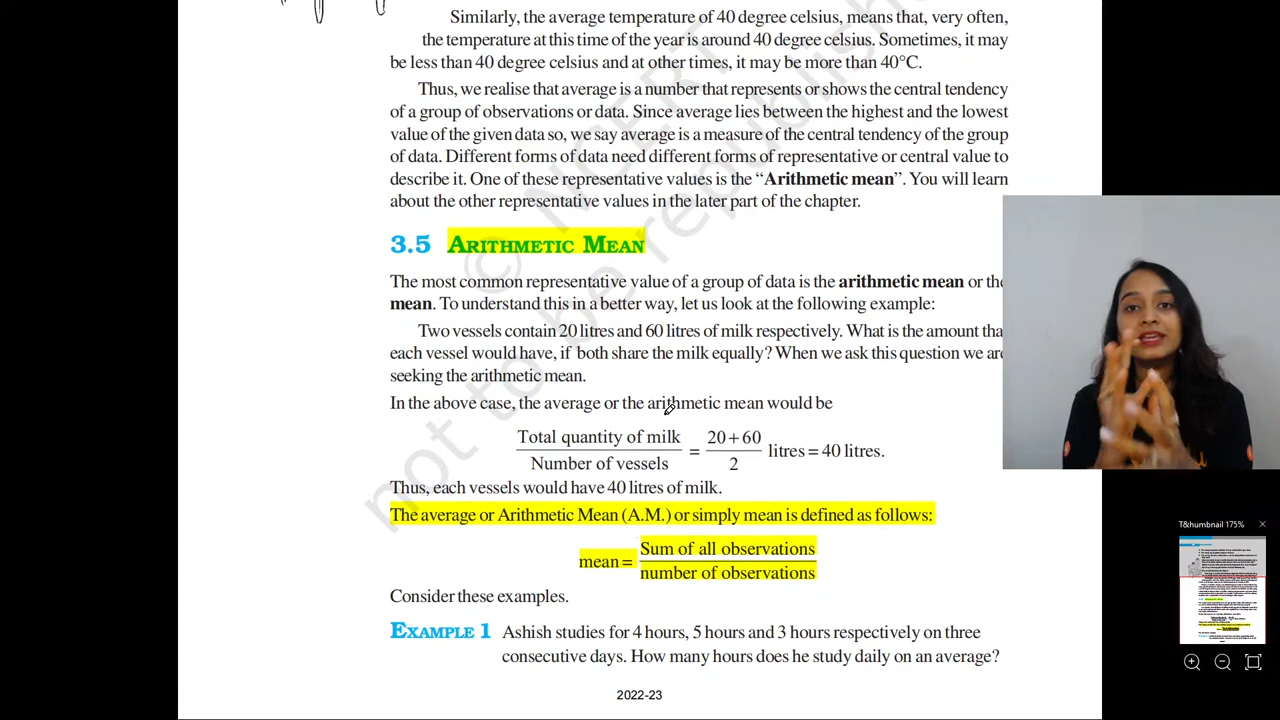 Similarly, the average temperature of 40 degree celsius, means that, very often,
the temperature at this time of the year is around 40 degree celsius. Sometimes, it may
be less than 40 degree celsius and at other times, it may be more than 40°C.
Thus, we realise that average is a number that represents or shows the central tendency
of a group of observations or data. Since average lies between the highest and the lowest
value of the given data so, we say average is a measure of the central tendency of the group
of data. Different forms of data need different forms of representative or central value to
describe it. One of these representative values is the “Arithmetic mean”. You will learn
about the other representative values in the later part of the chapter.
3.5 ARITHMETIC MEAN
The most common representative value of a group of data is the arithmetic mean or the
mean. To understand this in a better way, let us look at the following example:
Two vessels contain 20 litres and 60 litres of milk respectively. What is the amount tha
each vessel would have, if both share the milk equally? When we ask this question we are
seeking the arithmetic mean.
In the above case, the average or the arithmetic mean would be
Total quantity of milk / Number of vessels = 20+60 / 2 litres = 40 litres.
Thus, each vessels would have 40 litres of milk.
The average or Arithmetic Mean (A.M.) or simply mean is defined as follows:
mean = Sum of all observations / number of observations
Consider these examples.
EXAMPLE 1 Ashish studies for 4 hours, 5 hours and 3 hours respectively on three
consecutive days. How many hours does he study daily on an average?
2022-23
© NCERT
not to be republishe
T&humbnail 175%